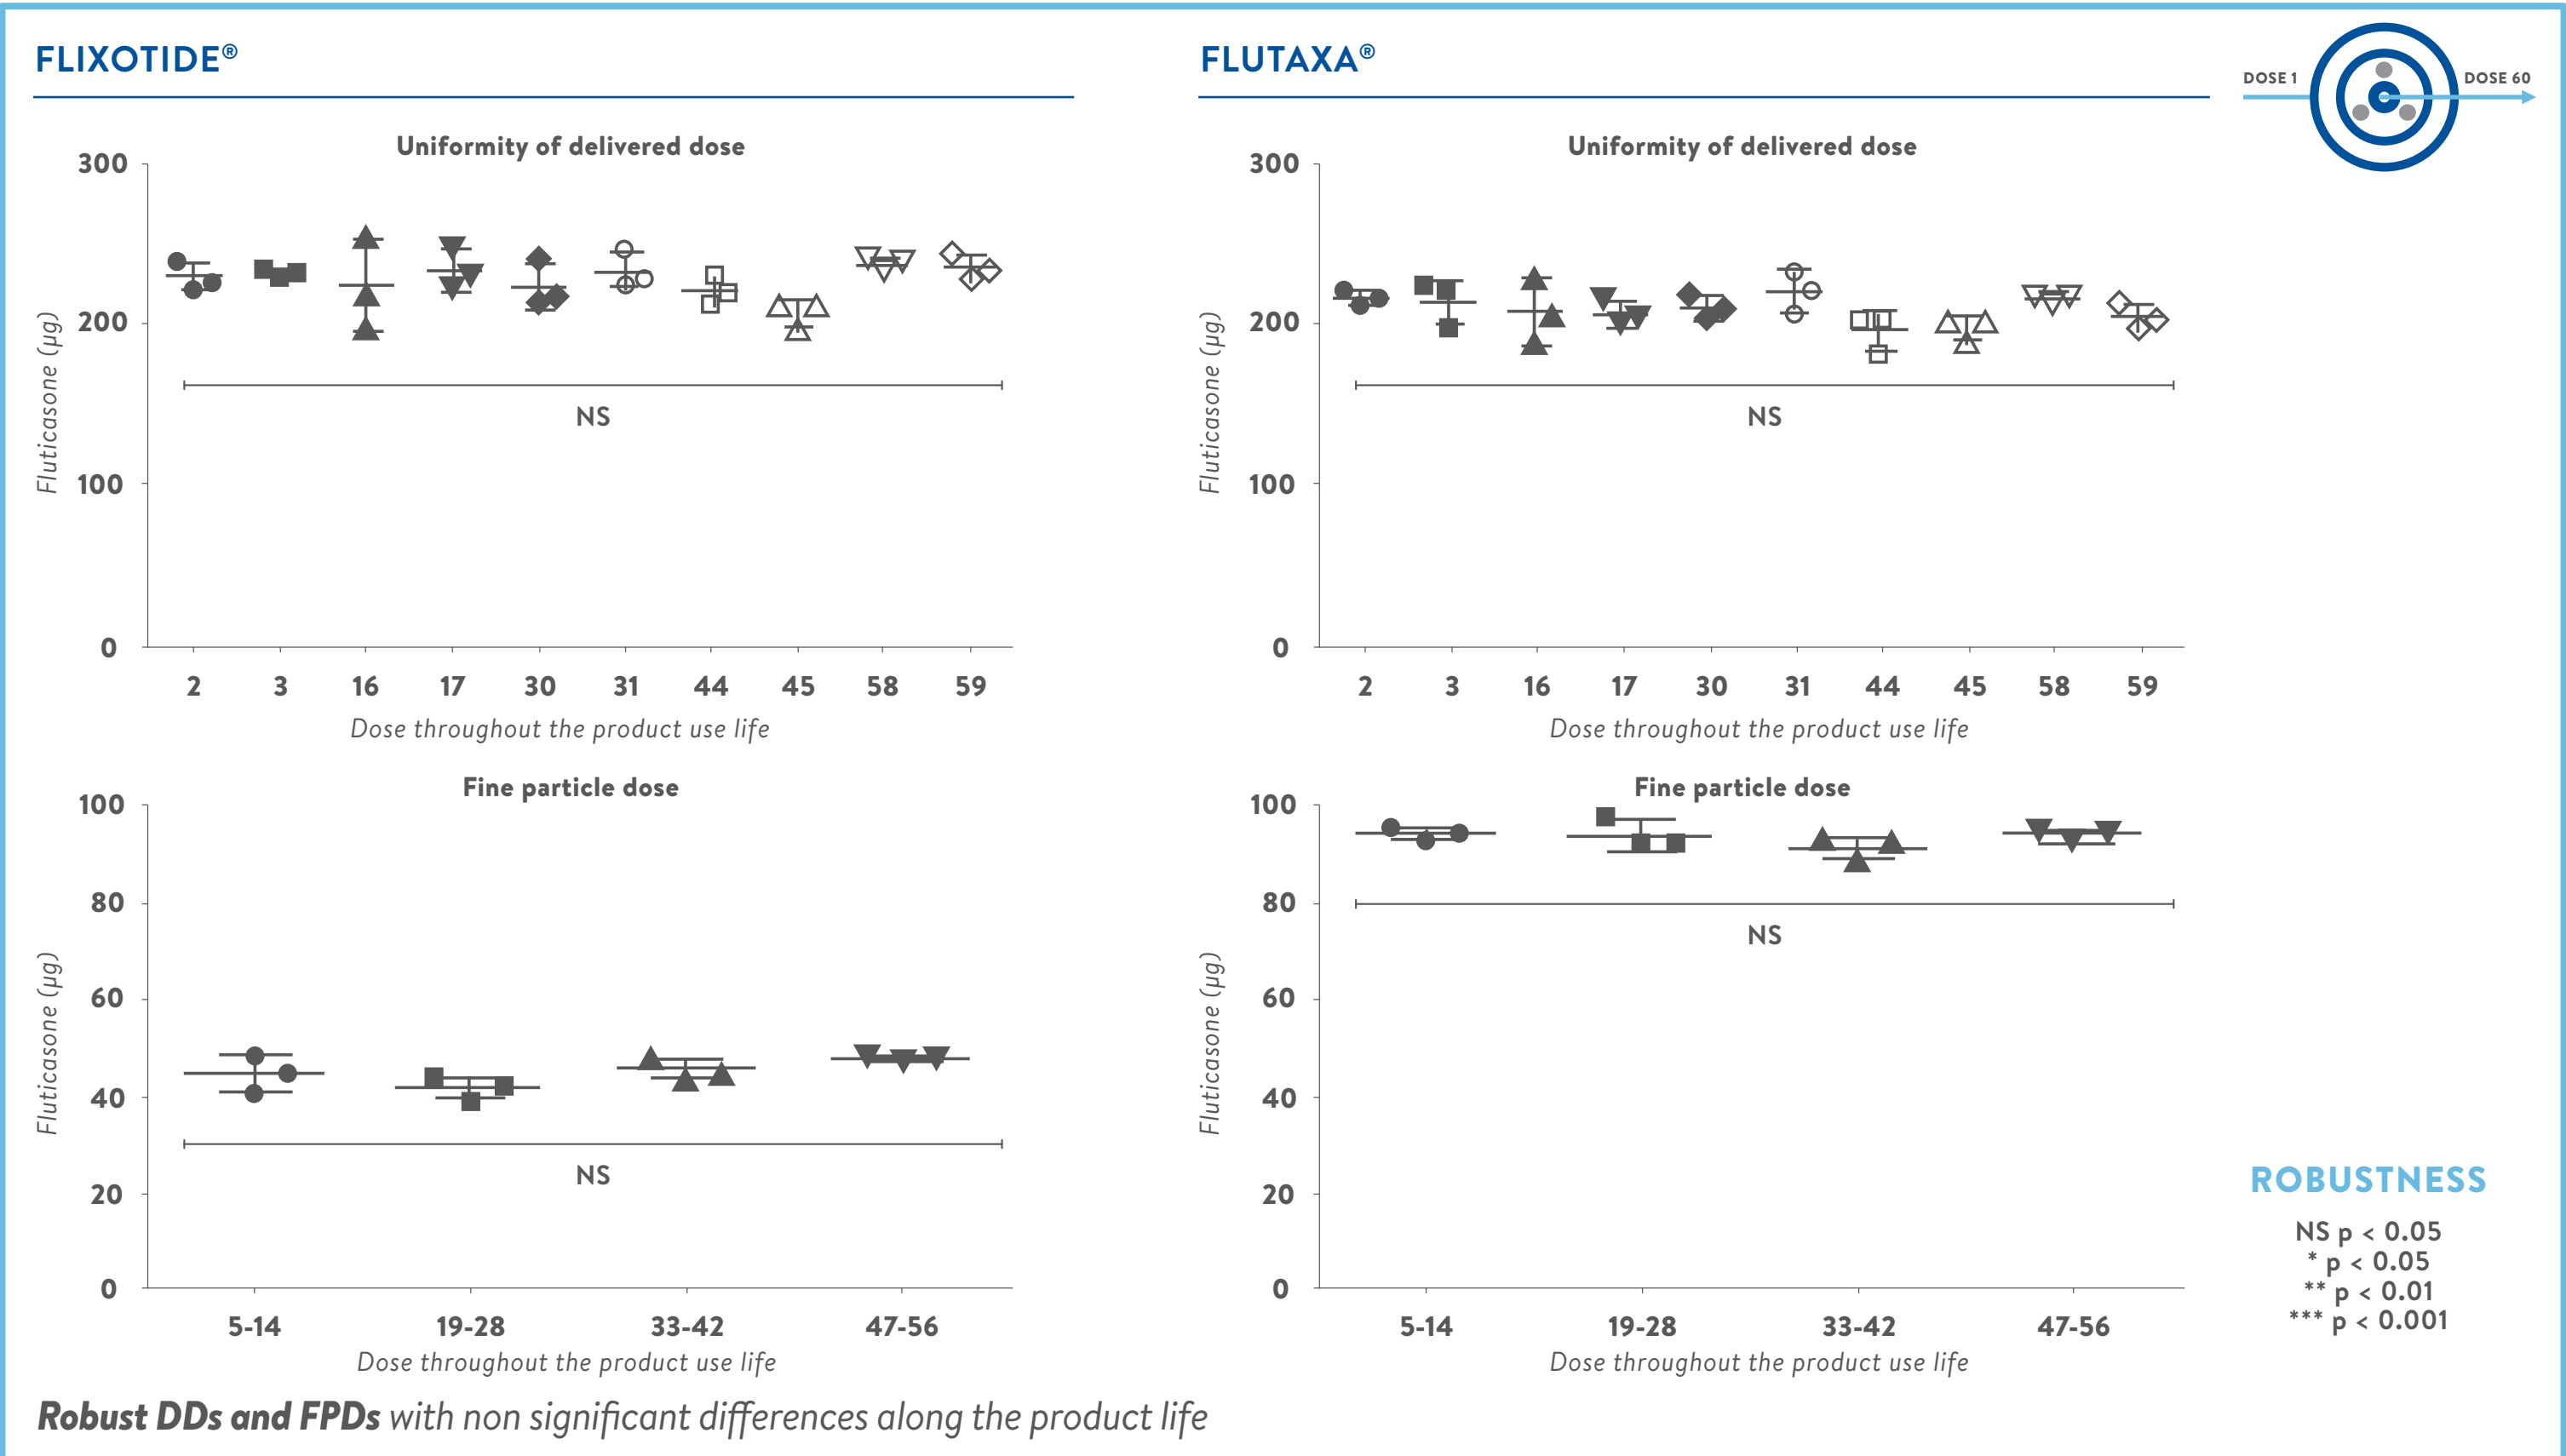 FLIXOTIDE®
FLUTAXA®
DOSE 1
DOSE 60
Uniformity of delivered dose
300
200
100
0
Fluticasone (µg)
NS
2 3 16 17 30 31 44 45 58 59
Dose throughout the product use life
Uniformity of delivered dose
300
200
100
0
Fluticasone (µg)
NS
2 3 16 17 30 31 44 45 58 59
Dose throughout the product use life
Fine particle dose
100
80
60
40
20
0
Fluticasone (µg)
NS
5-14 19-28 33-42 47-56
Dose throughout the product use life
Fine particle dose
100
80
60
40
20
0
Fluticasone (µg)
NS
5-14 19-28 33-42 47-56
Dose throughout the product use life
ROBUSTNESS
NS p < 0.05
* p < 0.05
** p < 0.01
*** p < 0.001
Robust DDs and FPDs with non significant differences along the product life